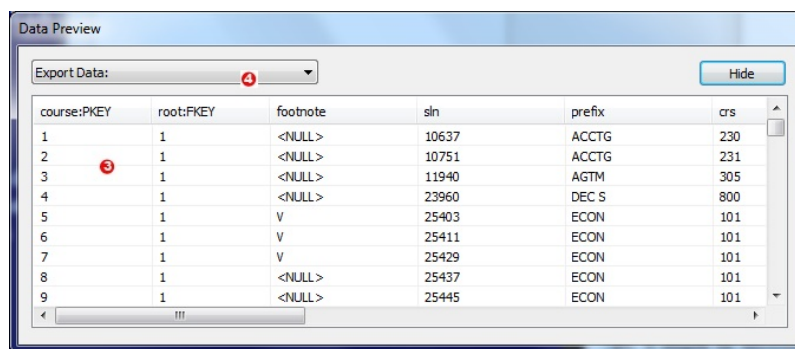 Data Preview
Export Data: 4 Hide
course:PKEY root:FKEY footnote sln prefix crs
1 1 <NULL> 10637 ACCTG 230
2 1 <NULL> 10751 ACCTG 231
3 3 1 <NULL> 11940 AGTM 305
4 1 <NULL> 23960 DEC S 800
5 1 V 25403 ECON 101
6 1 V 25411 ECON 101
7 1 V 25429 ECON 101
8 1 <NULL> 25437 ECON 101
9 1 <NULL> 25445 ECON 101